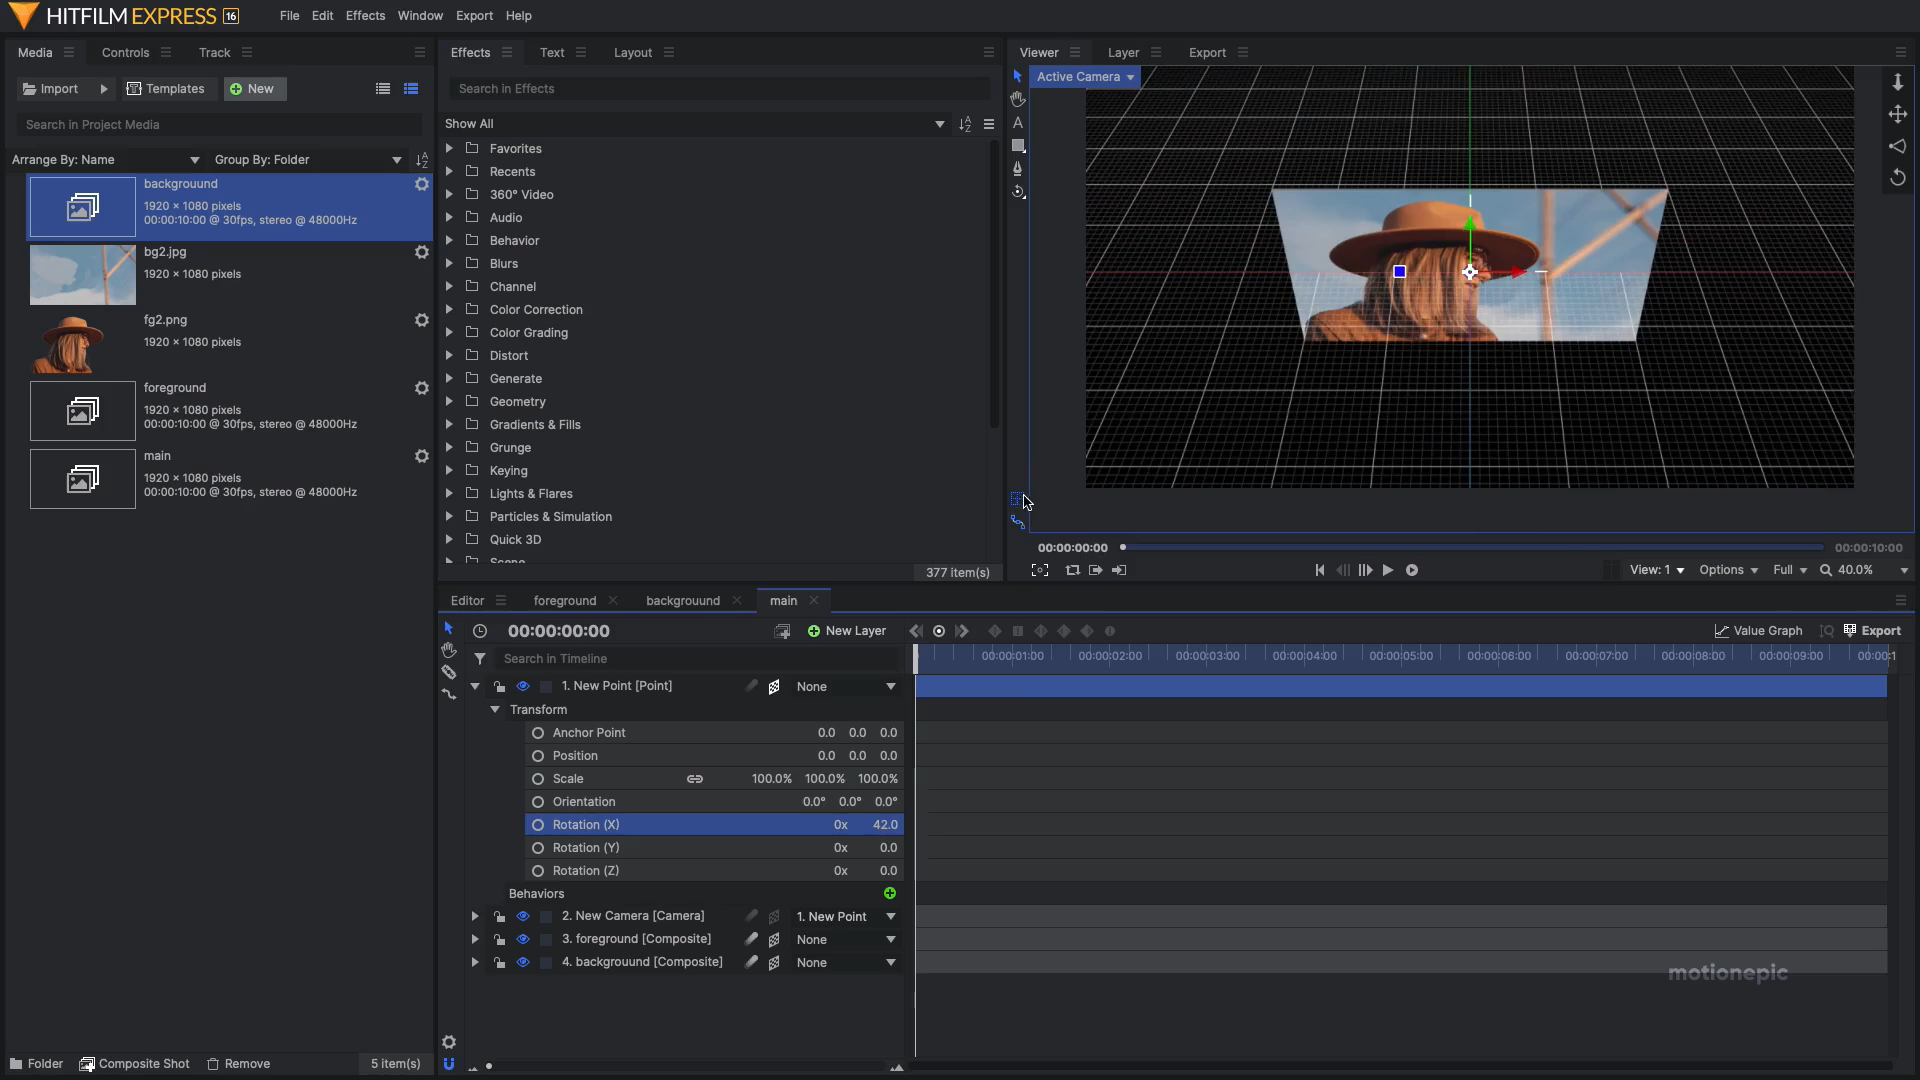 HITFILM EXPRESS 16
File Edit Effects Window Export Help
Media Controls Track
Import Templates New
Search in Project Media
Arrange By: Name Group By: Folder
backgrouund
1920 × 1080 pixels
00:00:10:00 @ 30fps, stereo @ 48000Hz
bg2.jpg
1920 × 1080 pixels
fg2.png
1920 × 1080 pixels
foreground
1920 × 1080 pixels
00:00:10:00 @ 30fps, stereo @ 48000Hz
main
1920 × 1080 pixels
00:00:10:00 @ 30fps, stereo @ 48000Hz
Folder Composite Shot Remove 5 item(s)
Effects Text Layout
Search in Effects
Show All
Favorites
Recents
360° Video
Audio
Behavior
Blurs
Channel
Color Correction
Color Grading
Distort
Generate
Geometry
Gradients & Fills
Grunge
Keying
Lights & Flares
Particles & Simulation
Quick 3D
Scene
377 item(s)
Viewer Layer Export
Active Camera
00:00:00:00 00:00:10:00
View: 1 Options Full 40.0%
Editor foreground backgrouund main
00:00:00:00 New Layer Value Graph Export
Search in Timeline
00:00:01:00 00:00:02:00 00:00:03:00 00:00:04:00 00:00:05:00 00:00:06:00 00:00:07:00 00:00:08:00 00:00:09:00 00:00:1
1. New Point [Point] None
Transform
Anchor Point 0.0 0.0 0.0
Position 0.0 0.0 0.0
Scale 100.0% 100.0% 100.0%
Orientation 0.0° 0.0° 0.0°
Rotation (X) 0x 42.0
Rotation (Y) 0x 0.0
Rotation (Z) 0x 0.0
Behaviors
2. New Camera [Camera] 1. New Point
3. foreground [Composite] None
4. backgrouund [Composite] None
motionepic